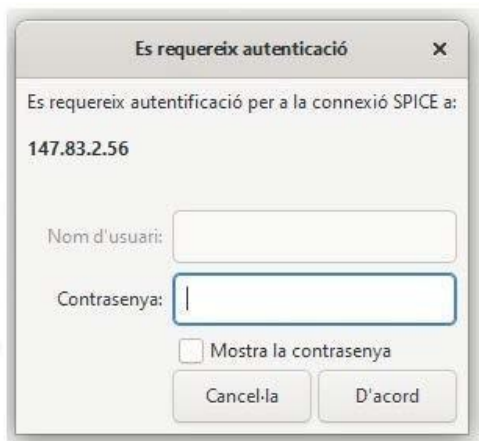 Es requereix autenticació
Es requereix autentificació per a la connexió SPICE a:
147.83.2.56
Nom d'usuari:
Contrasenya:
Mostra la contrasenya
Cancel·la D'acord